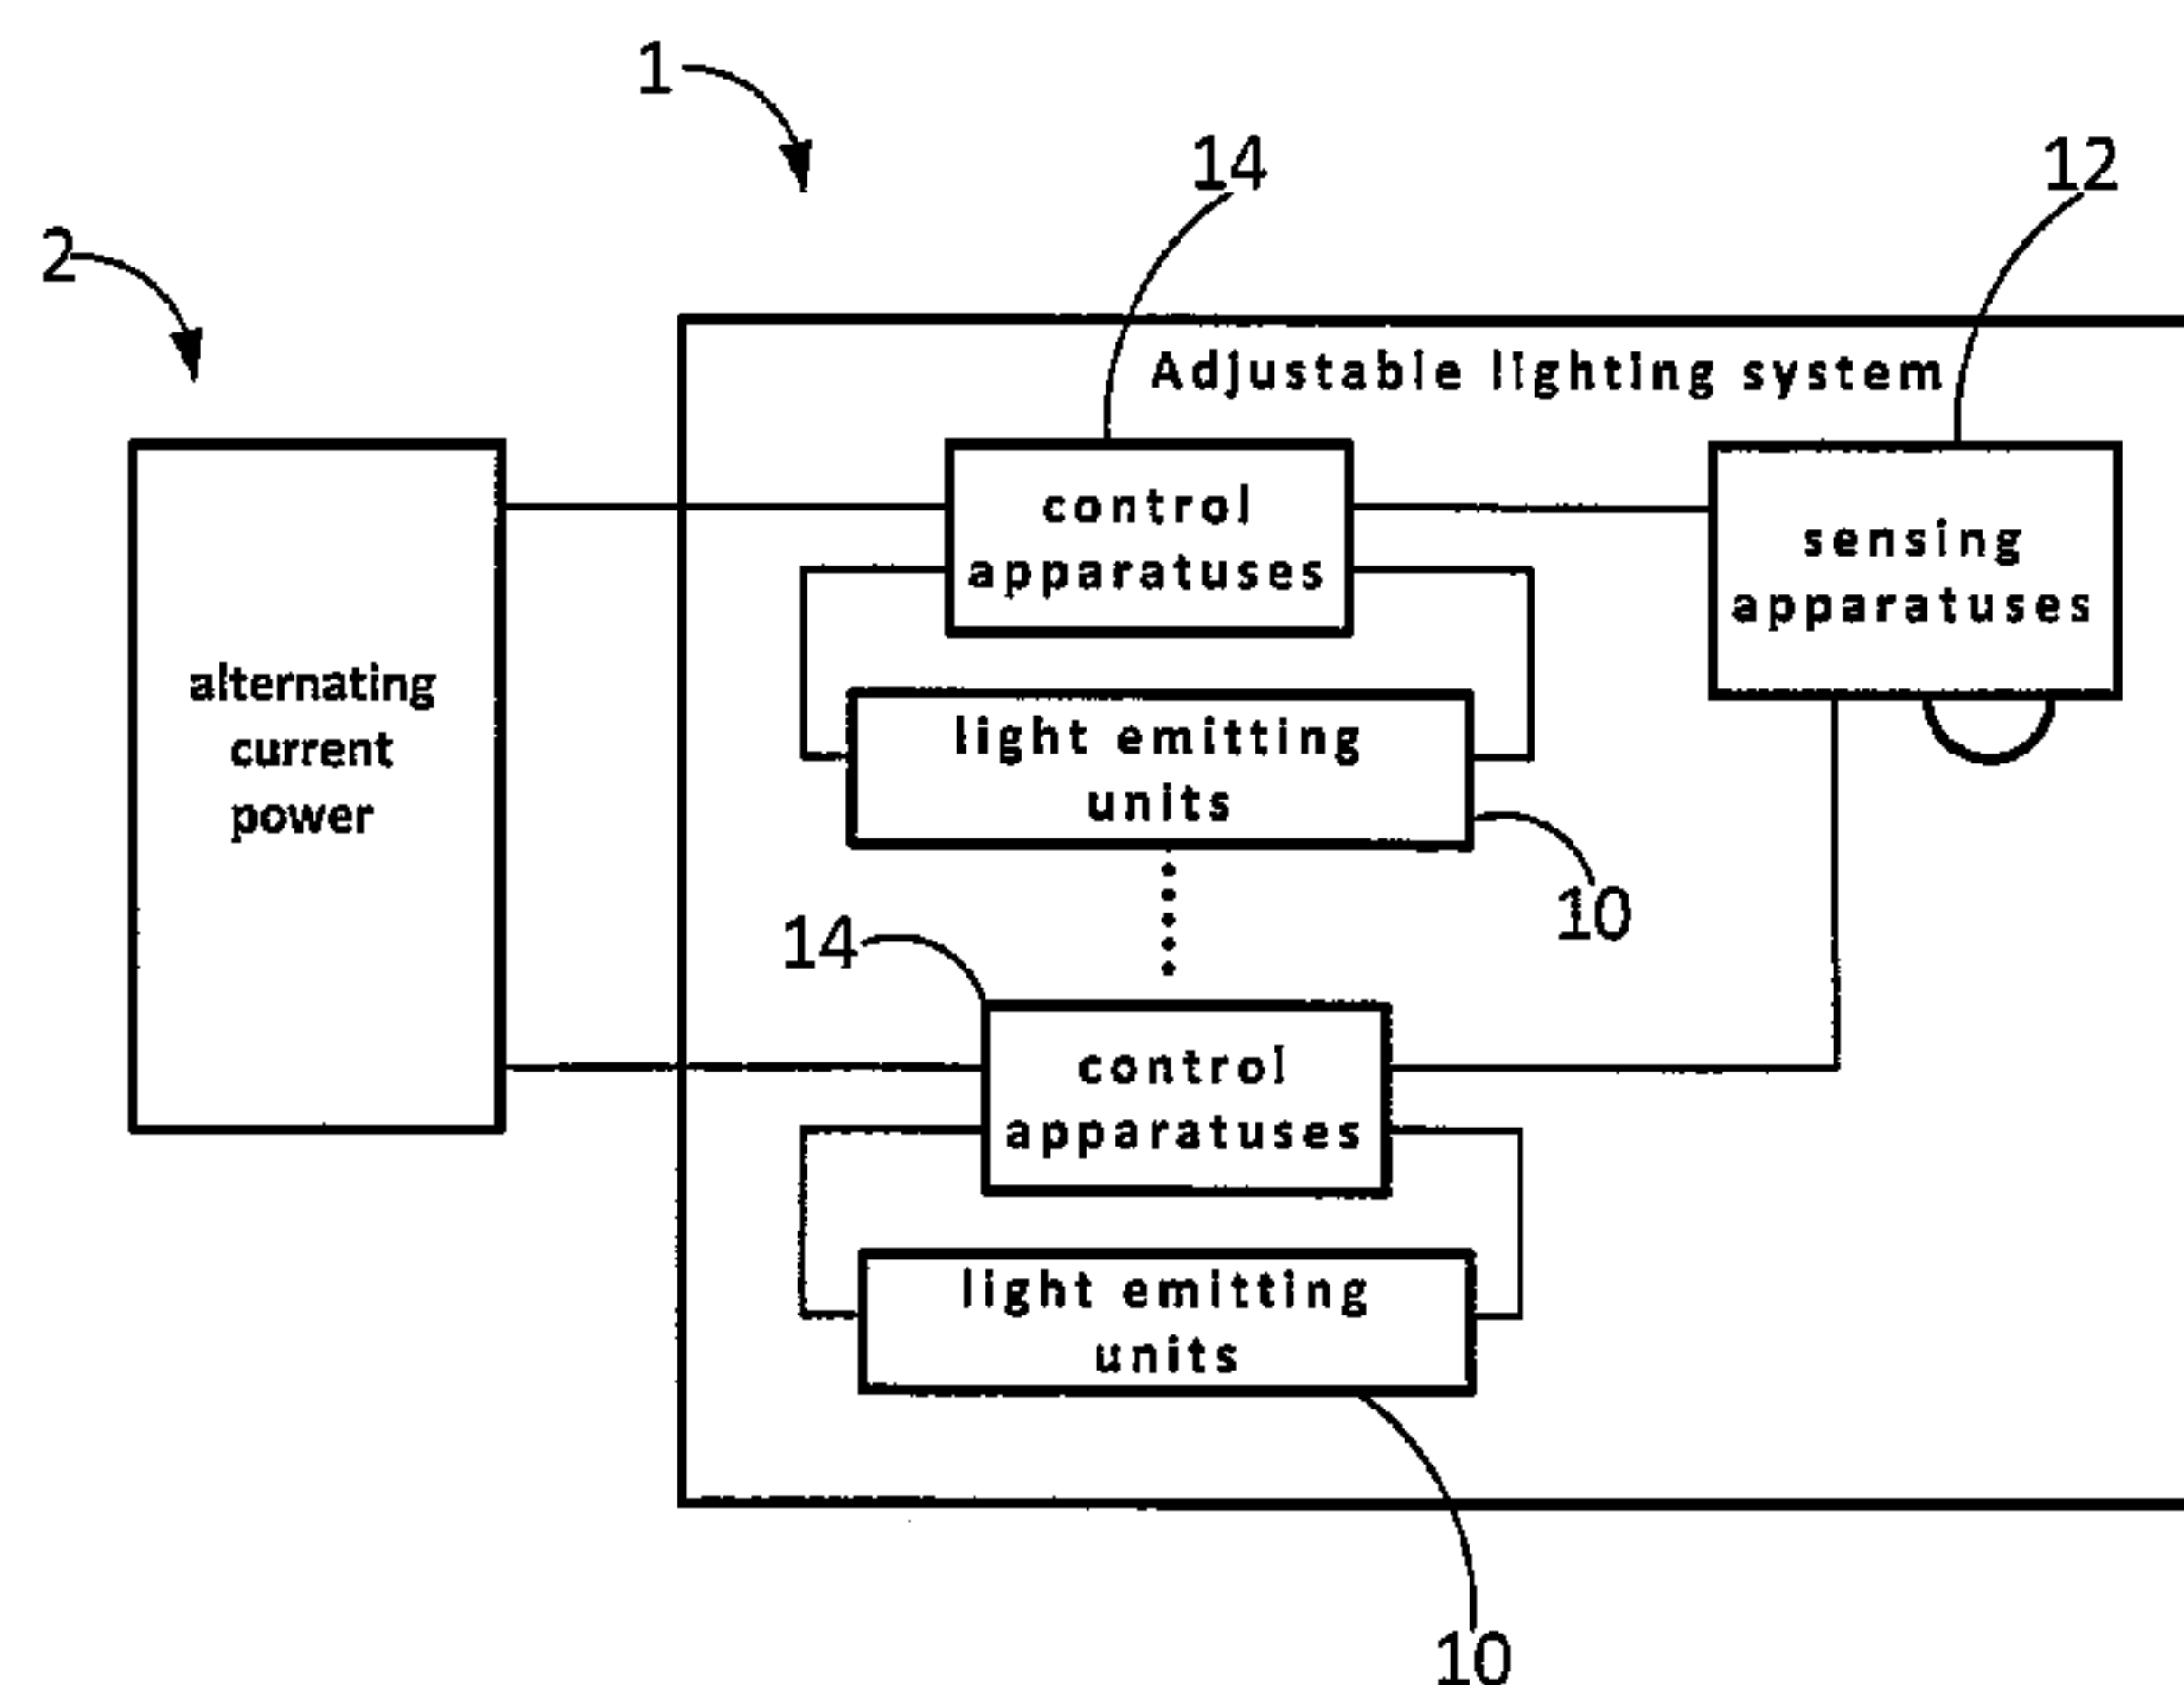 1
14
12
2
Adjustable lighting system
control
apparatuses
sensing
apparatuses
alternating
current
power
light emitting
units
10
14
control
apparatuses
light emitting
units
10